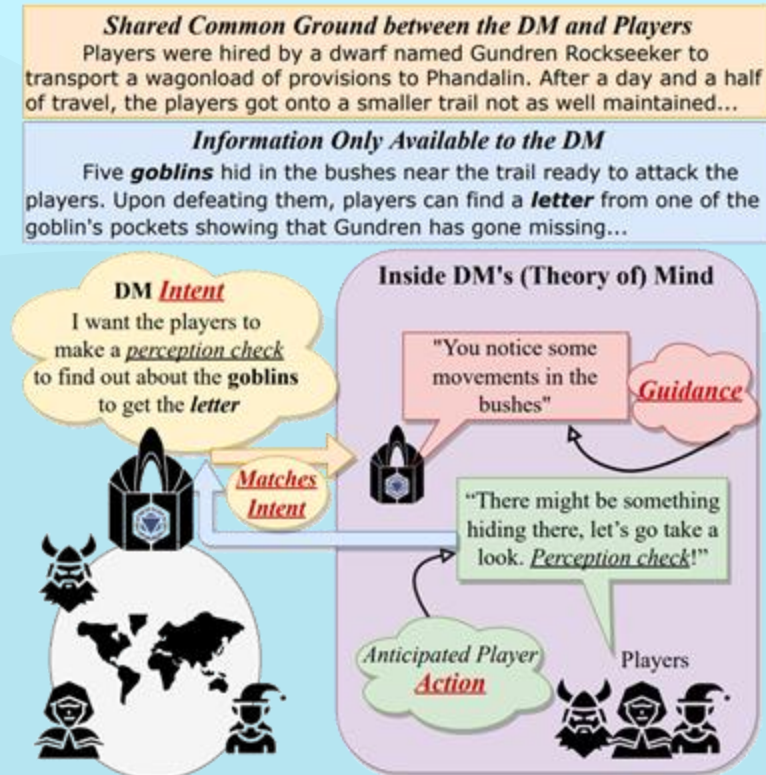 Shared Common Ground between the DM and Players
Players were hired by a dwarf named Gundren Rockseeker to
transport a wagonload of provisions to Phandalin. After a day and a half
of travel, the players got onto a smaller trail not as well maintained...
Information Only Available to the DM
Five goblins hid in the bushes near the trail ready to attack the
players. Upon defeating them, players can find a letter from one of the
goblin's pockets showing that Gundren has gone missing...
DM Intent
I want the players to
make a perception check
to find out about the goblins
to get the letter
Matches
Intent
Inside DM's (Theory of) Mind
"You notice some
movements in the
bushes"
Guidance
“There might be something
hiding there, let’s go take a
look. Perception check!”
Anticipated Player
Action
Players